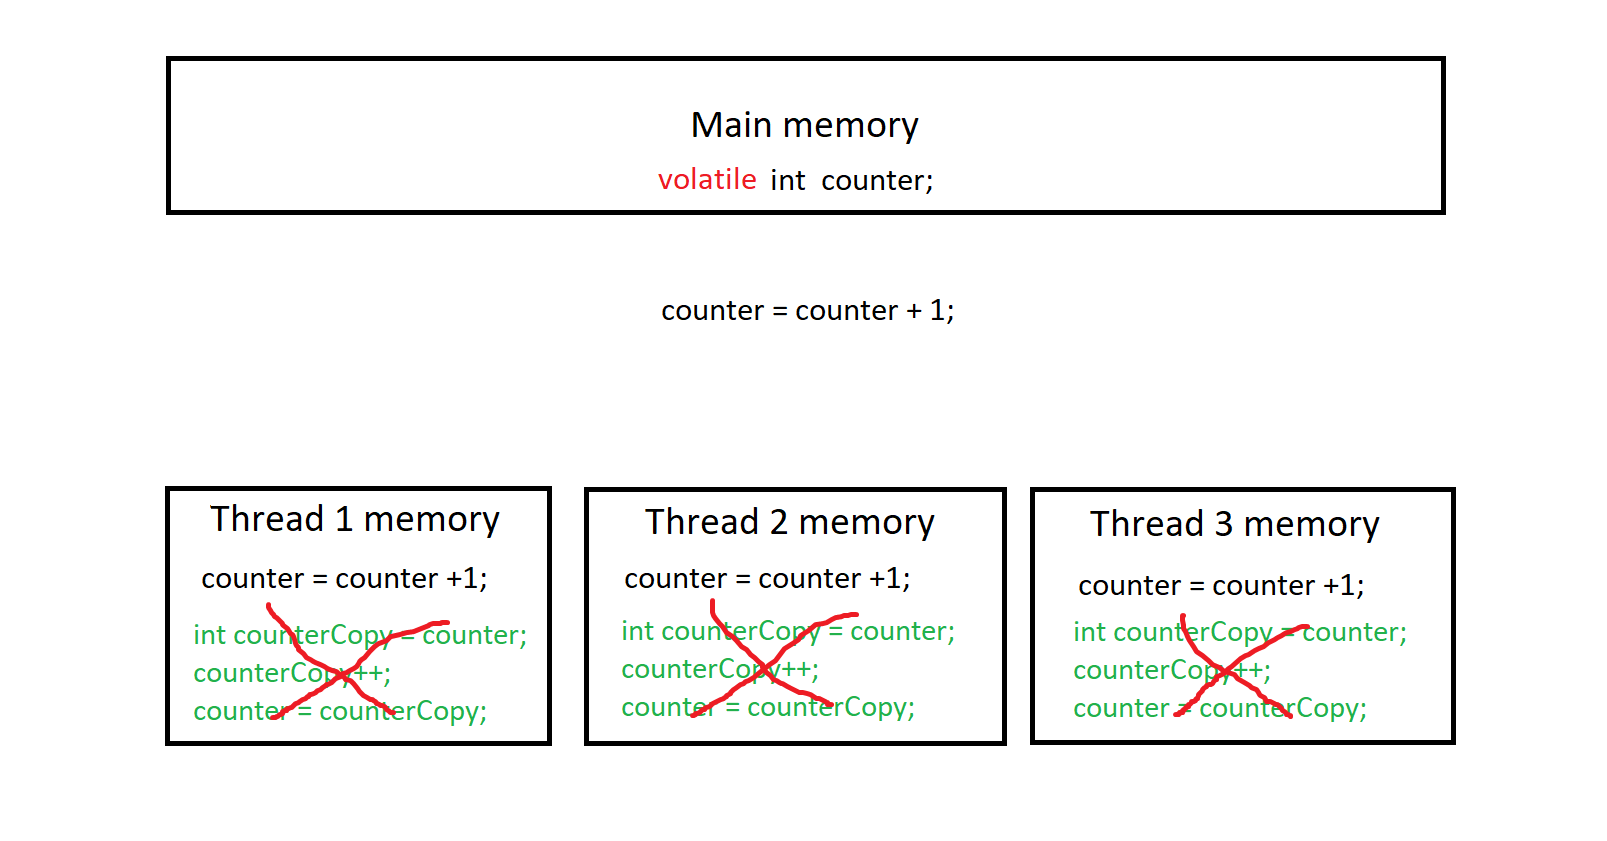 Main memory
volatile int counter;
counter = counter + 1;
Thread 1 memory
counter = counter +1;
int counterCopy = counter;
counterCopy++;
counter = counterCopy;
Thread 2 memory
counter = counter +1;
int counterCopy = counter;
counterCopy++;
counter = counterCopy;
Thread 3 memory
counter = counter +1;
int counterCopy = counter;
counterCopy++;
counter = counterCopy;